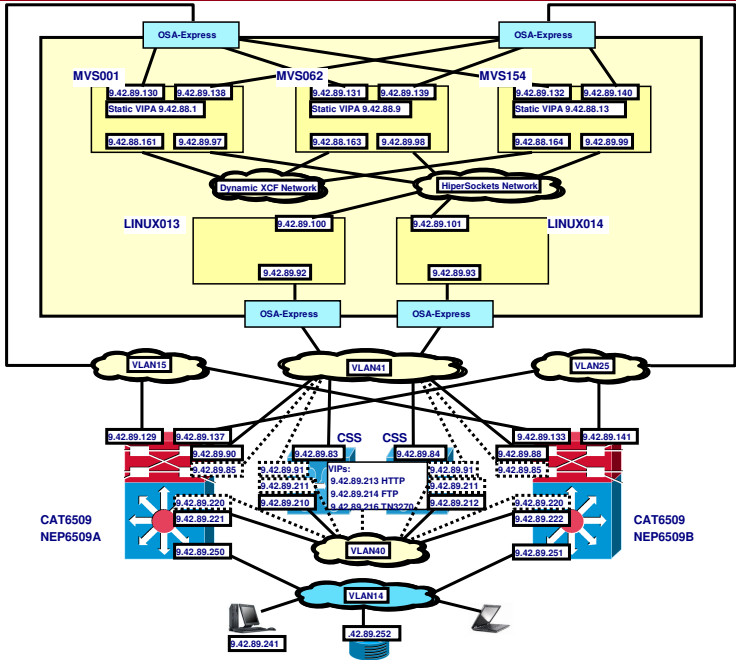 OSA-Express
OSA-Express
MVS001
MVS062
MVS154
9.42.89.130
9.42.89.138
9.42.89.131
9.42.89.139
9.42.89.132
9.42.89.140
Static VIPA 9.42.88.1
Static VIPA 9.42.88.9
Static VIPA 9.42.88.13
9.42.88.161
9.42.89.97
9.42.88.163
9.42.89.98
9.42.88.164
9.42.89.99
Dynamic XCF Network
HiperSockets Network
LINUX013
9.42.89.100
9.42.89.101
LINUX014
9.42.89.92
9.42.89.93
OSA-Express
OSA-Express
VLAN15
VLAN41
VLAN25
9.42.89.129
9.42.89.137
CSS
CSS
9.42.89.133
9.42.89.141
9.42.89.90
9.42.89.83
9.42.89.84
9.42.89.88
9.42.89.85
9.42.89.91
VIPs:
9.42.89.91
9.42.89.85
9.42.89.211
9.42.89.213 HTTP
9.42.89.211
9.42.89.220
9.42.89.210
9.42.89.214 FTP
9.42.89.212
9.42.89.220
9.42.89.216 TN3270
9.42.89.221
9.42.89.222
CAT6509
NEP6509A
CAT6509
NEP6509B
9.42.89.250
VLAN40
9.42.89.251
VLAN14
9.42.89.241
.42.89.252